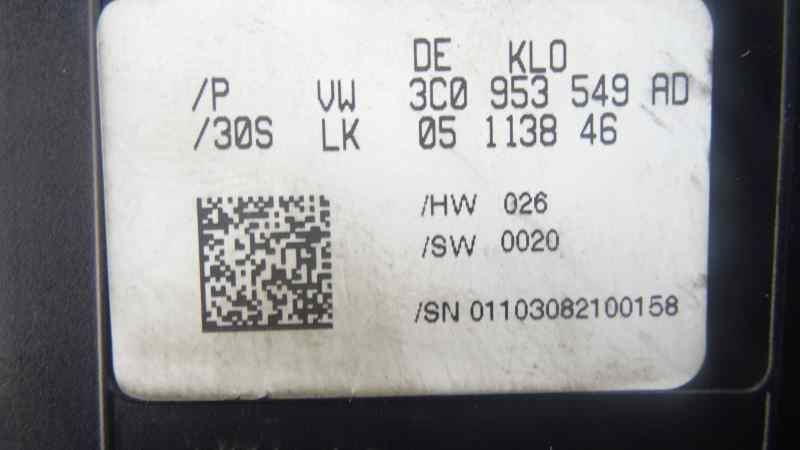 DE KLO
/P VW 3C0 953 549 AD
/30S LK 05 1138 46
/HW 026
/SW 0020
/SN 01103082100158